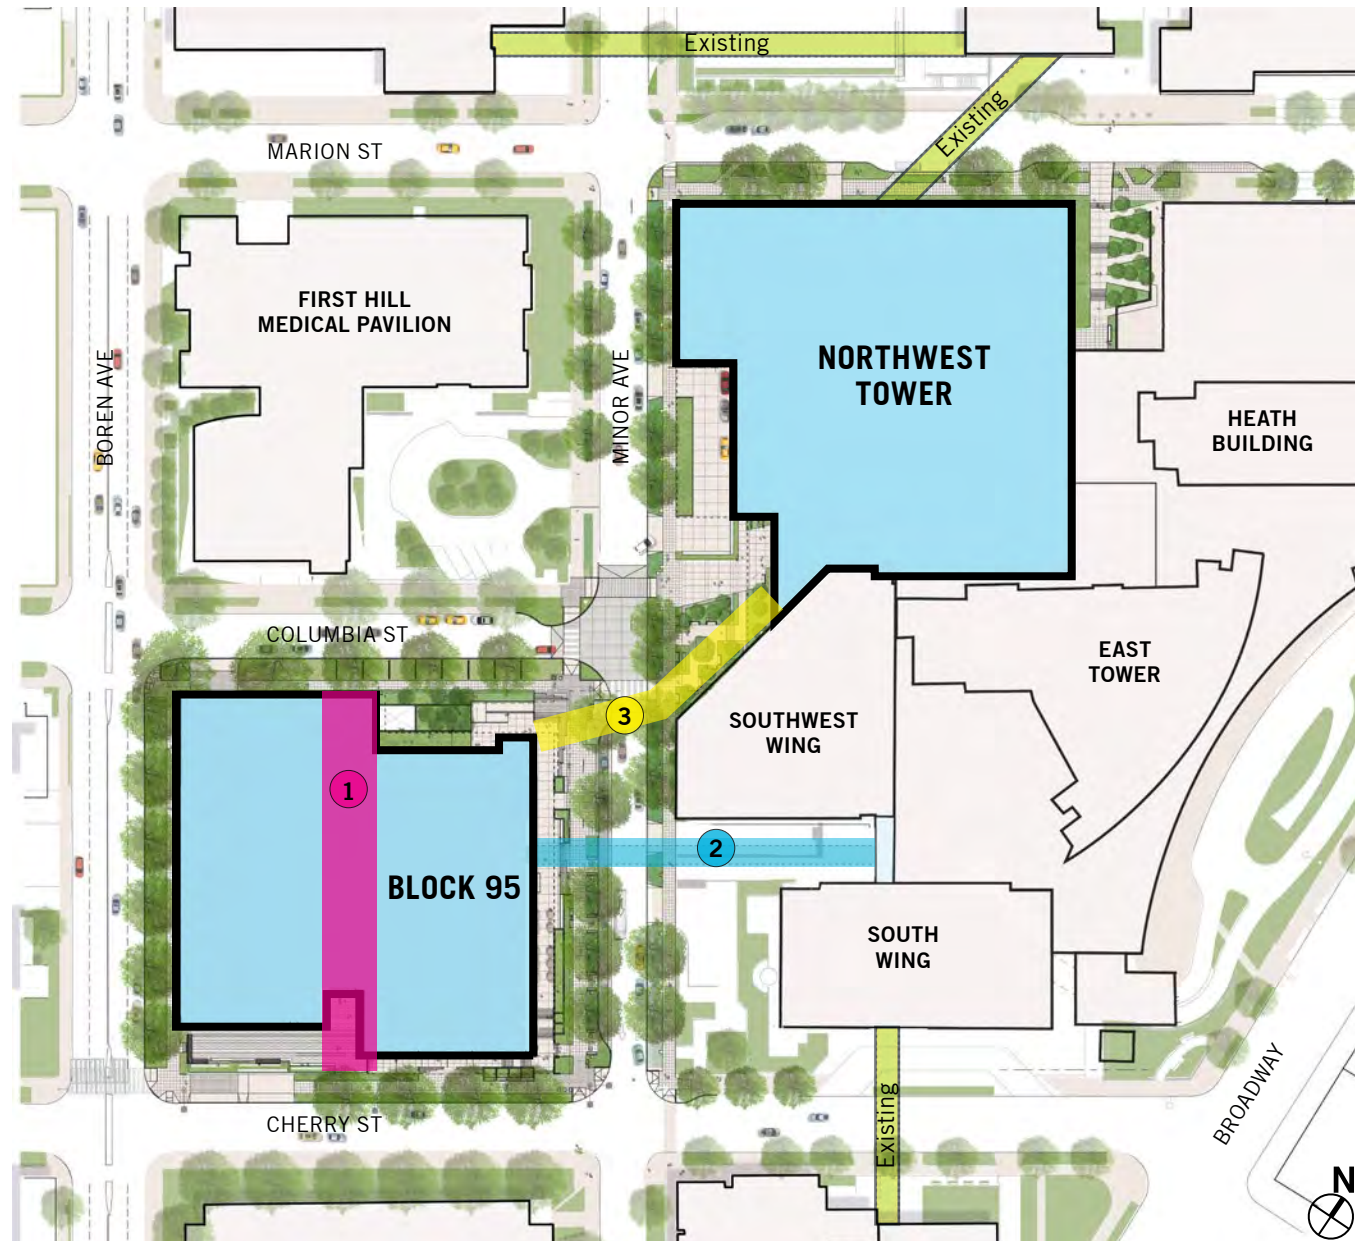 Existing
Existing
MARION ST
FIRST HILL
MEDICAL PAVILION
NORTHWEST
TOWER
HEATH
BUILDING
BOREN AVE
MINOR AVE
COLUMBIA ST
EAST
TOWER
3
SOUTHWEST
WING
1
2
BLOCK 95
SOUTH
WING
Existing
CHERRY ST
BROADWAY
N